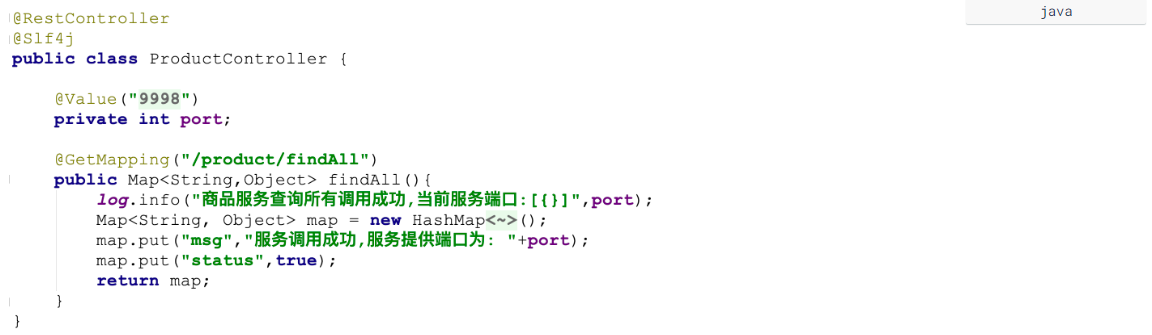 java
@RestController
@Slf4j
public class ProductController {
@Value("9998")
private int port;
@GetMapping("/product/findAll")
public Map<String,Object> findAll(){
log.info("商品服务查询所有调用成功,当前服务端口:[{}]",port);
Map<String, Object> map = new HashMap<~>();
map.put("msg","服务调用成功,服务提供端口为: "+port);
map.put("status",true);
return map;
}
}